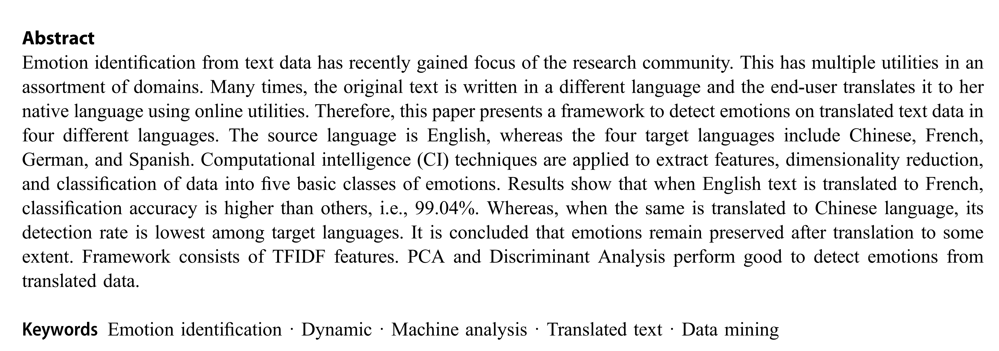 Abstract
Emotion identification from text data has recently gained focus of the research community. This has multiple utilities in an
assortment of domains. Many times, the original text is written in a different language and the end-user translates it to her
native language using online utilities. Therefore, this paper presents a framework to detect emotions on translated text data in
four different languages. The source language is English, whereas the four target languages include Chinese, French,
German, and Spanish. Computational intelligence (CI) techniques are applied to extract features, dimensionality reduction,
and classification of data into five basic classes of emotions. Results show that when English text is translated to French,
classification accuracy is higher than others, i.e., 99.04%. Whereas, when the same is translated to Chinese language, its
detection rate is lowest among target languages. It is concluded that emotions remain preserved after translation to some
extent. Framework consists of TFIDF features. PCA and Discriminant Analysis perform good to detect emotions from
translated data.
Keywords Emotion identification · Dynamic · Machine analysis · Translated text · Data mining